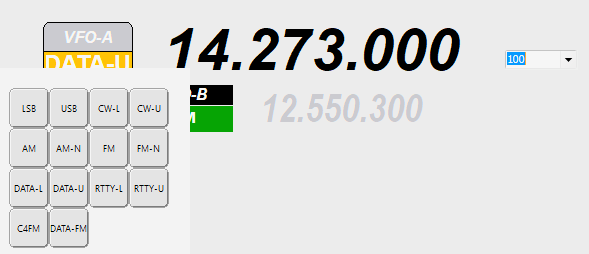 VFO-A
DATA-U
14.273.000
100
-B
M
12.550.300
LSB USB CW-L CW-U
AM AM-N FM FM-N
DATA-L DATA-U RTTY-L RTTY-U
C4FM DATA-FM